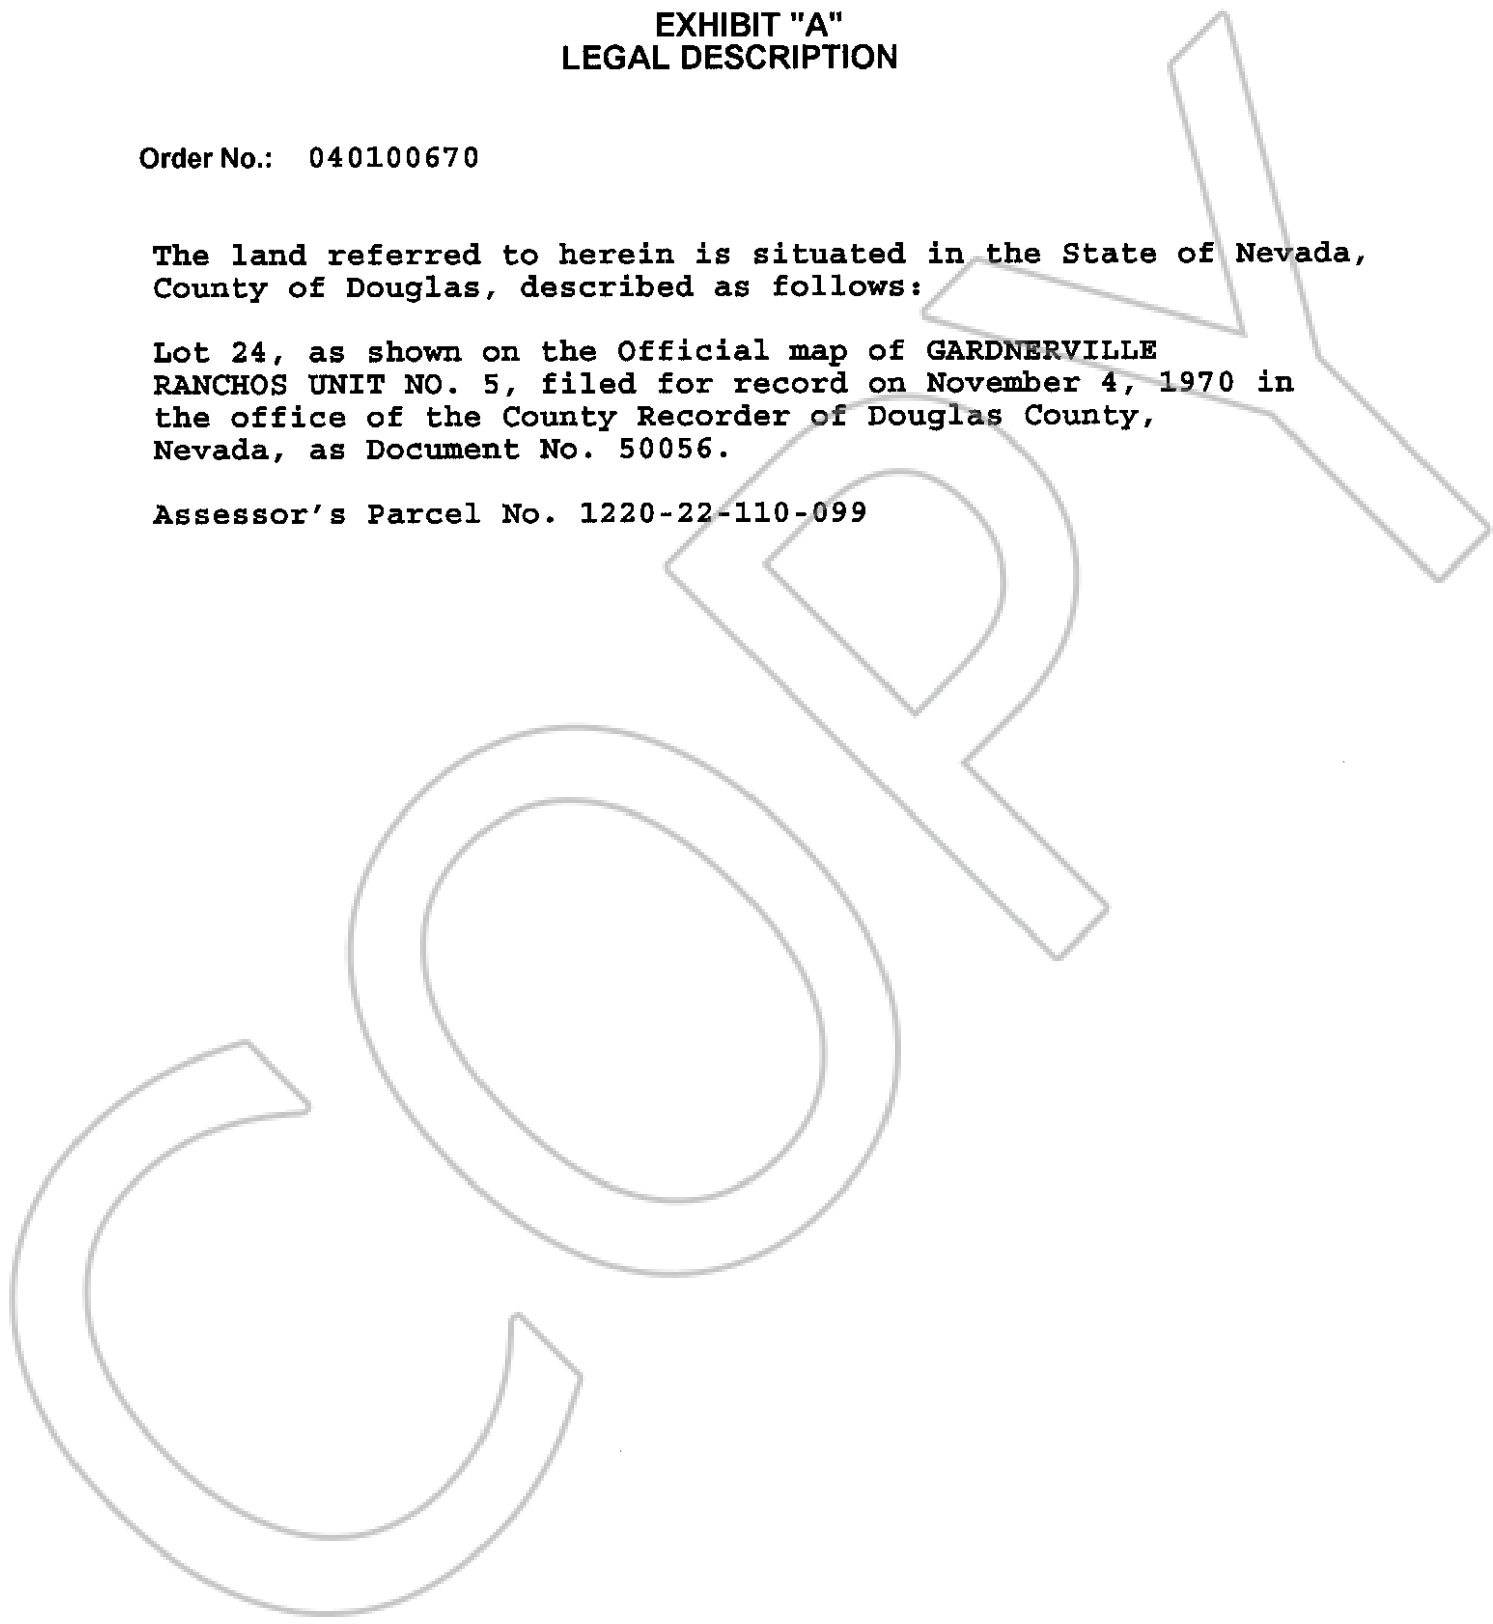 EXHIBIT "A"
LEGAL DESCRIPTION
Order No.: 040100670
The land referred to herein is situated in the State of Nevada,
County of Douglas, described as follows:
Lot 24, as shown on the Official map of GARDNERVILLE
RANCHOS UNIT NO. 5, filed for record on November 4, 1970 in
the office of the County Recorder of Douglas County,
Nevada, as Document No. 50056.
Assessor's Parcel No. 1220-22-110-099
COPY